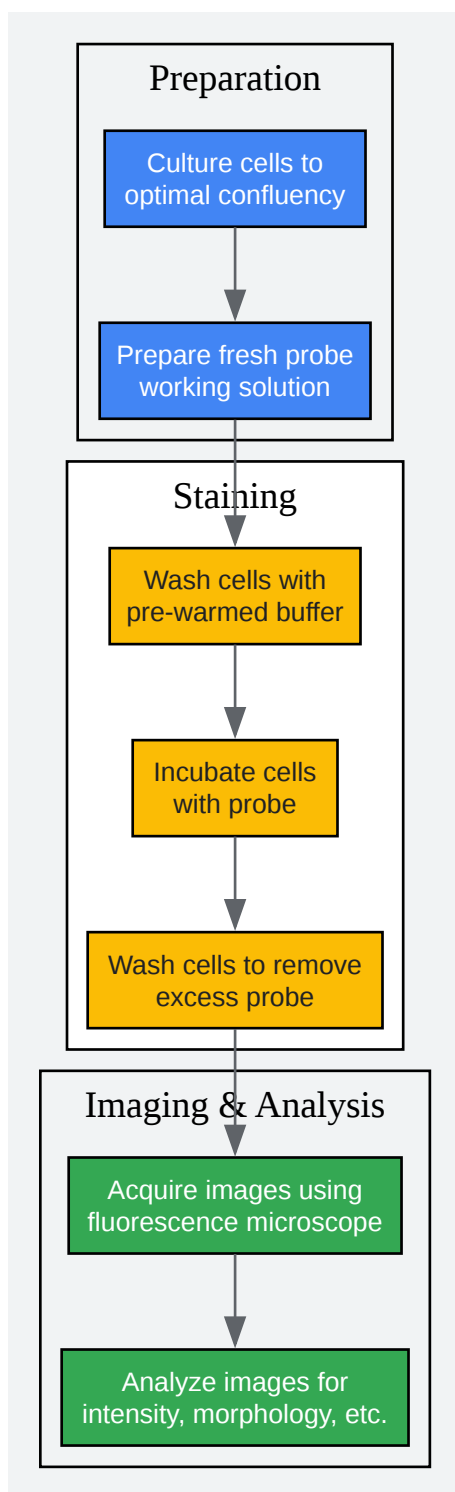 Preparation
Culture cells to
optimal confluency
Prepare fresh probe
working solution
Staining
Wash cells with
pre-warmed buffer
Incubate cells
with probe
Wash cells to remove
excess probe
Imaging & Analysis
Acquire images using
fluorescence microscope
Analyze images for
intensity, morphology, etc.